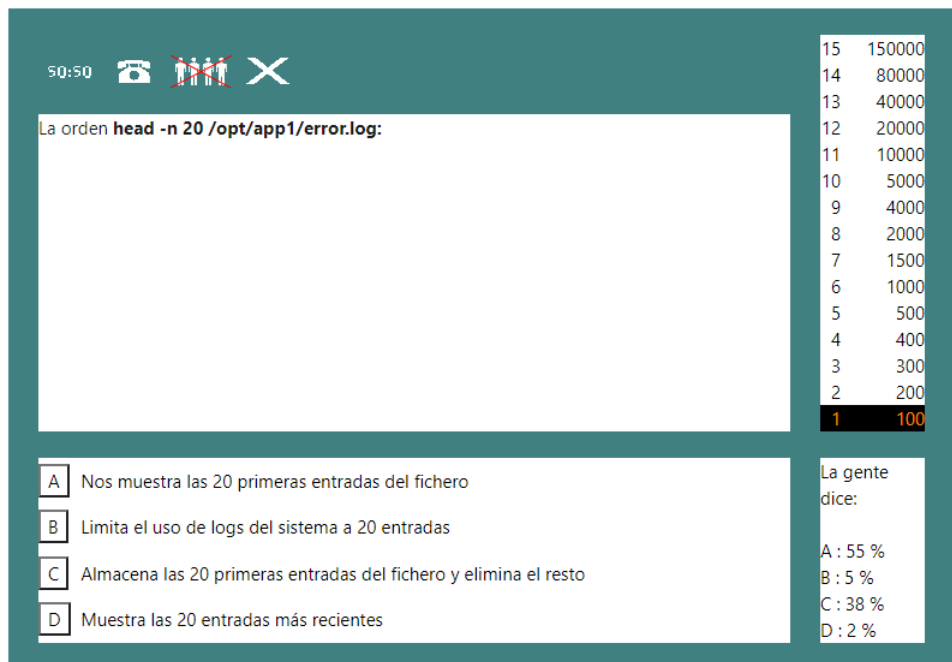 50:50
La orden head -n 20 /opt/app1/error.log:
15 150000
14 80000
13 40000
12 20000
11 10000
10 5000
9 4000
8 2000
7 1500
6 1000
5 500
4 400
3 300
2 200
1 100
A Nos muestra las 20 primeras entradas del fichero
B Limita el uso de logs del sistema a 20 entradas
C Almacena las 20 primeras entradas del fichero y elimina el resto
D Muestra las 20 entradas más recientes
La gente
dice:
A : 55 %
B : 5 %
C : 38 %
D : 2 %